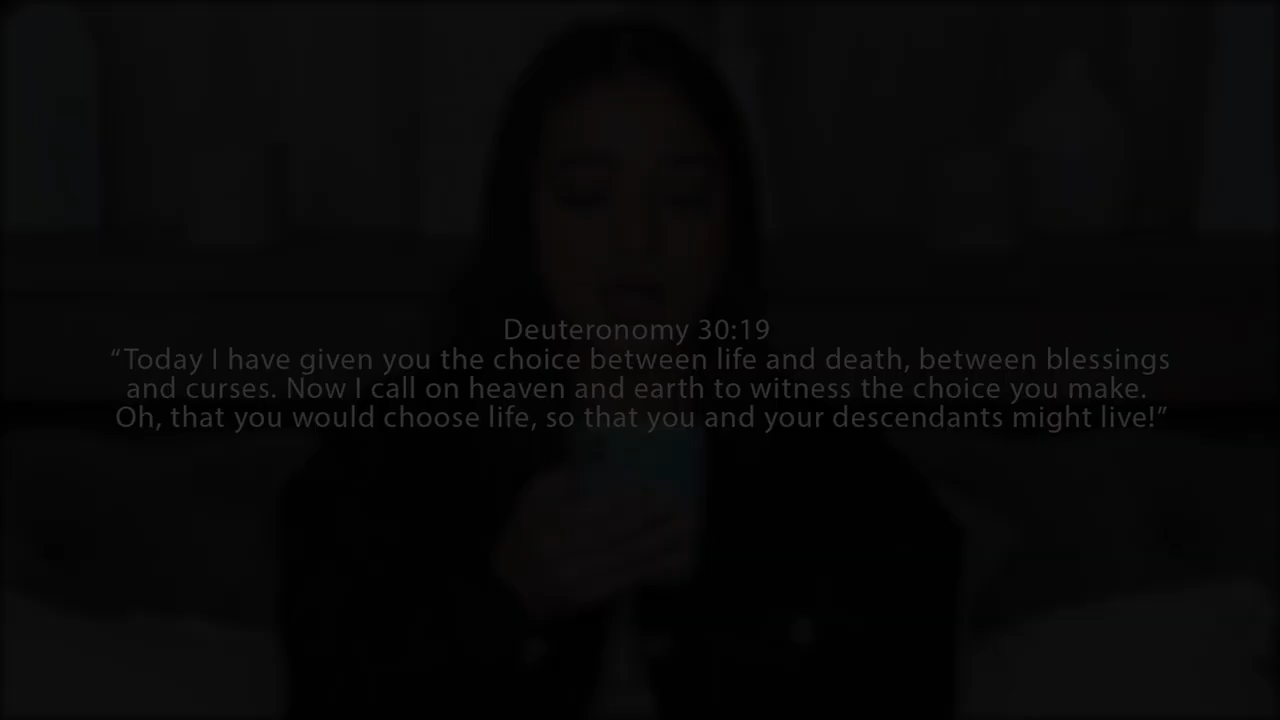 Deuteronomy 30:19
“Today I have given you the choice between life and death, between blessings
and curses. Now I call on heaven and earth to witness the choice you make.
Oh, that you would choose life, so that you and your descendants might live!”